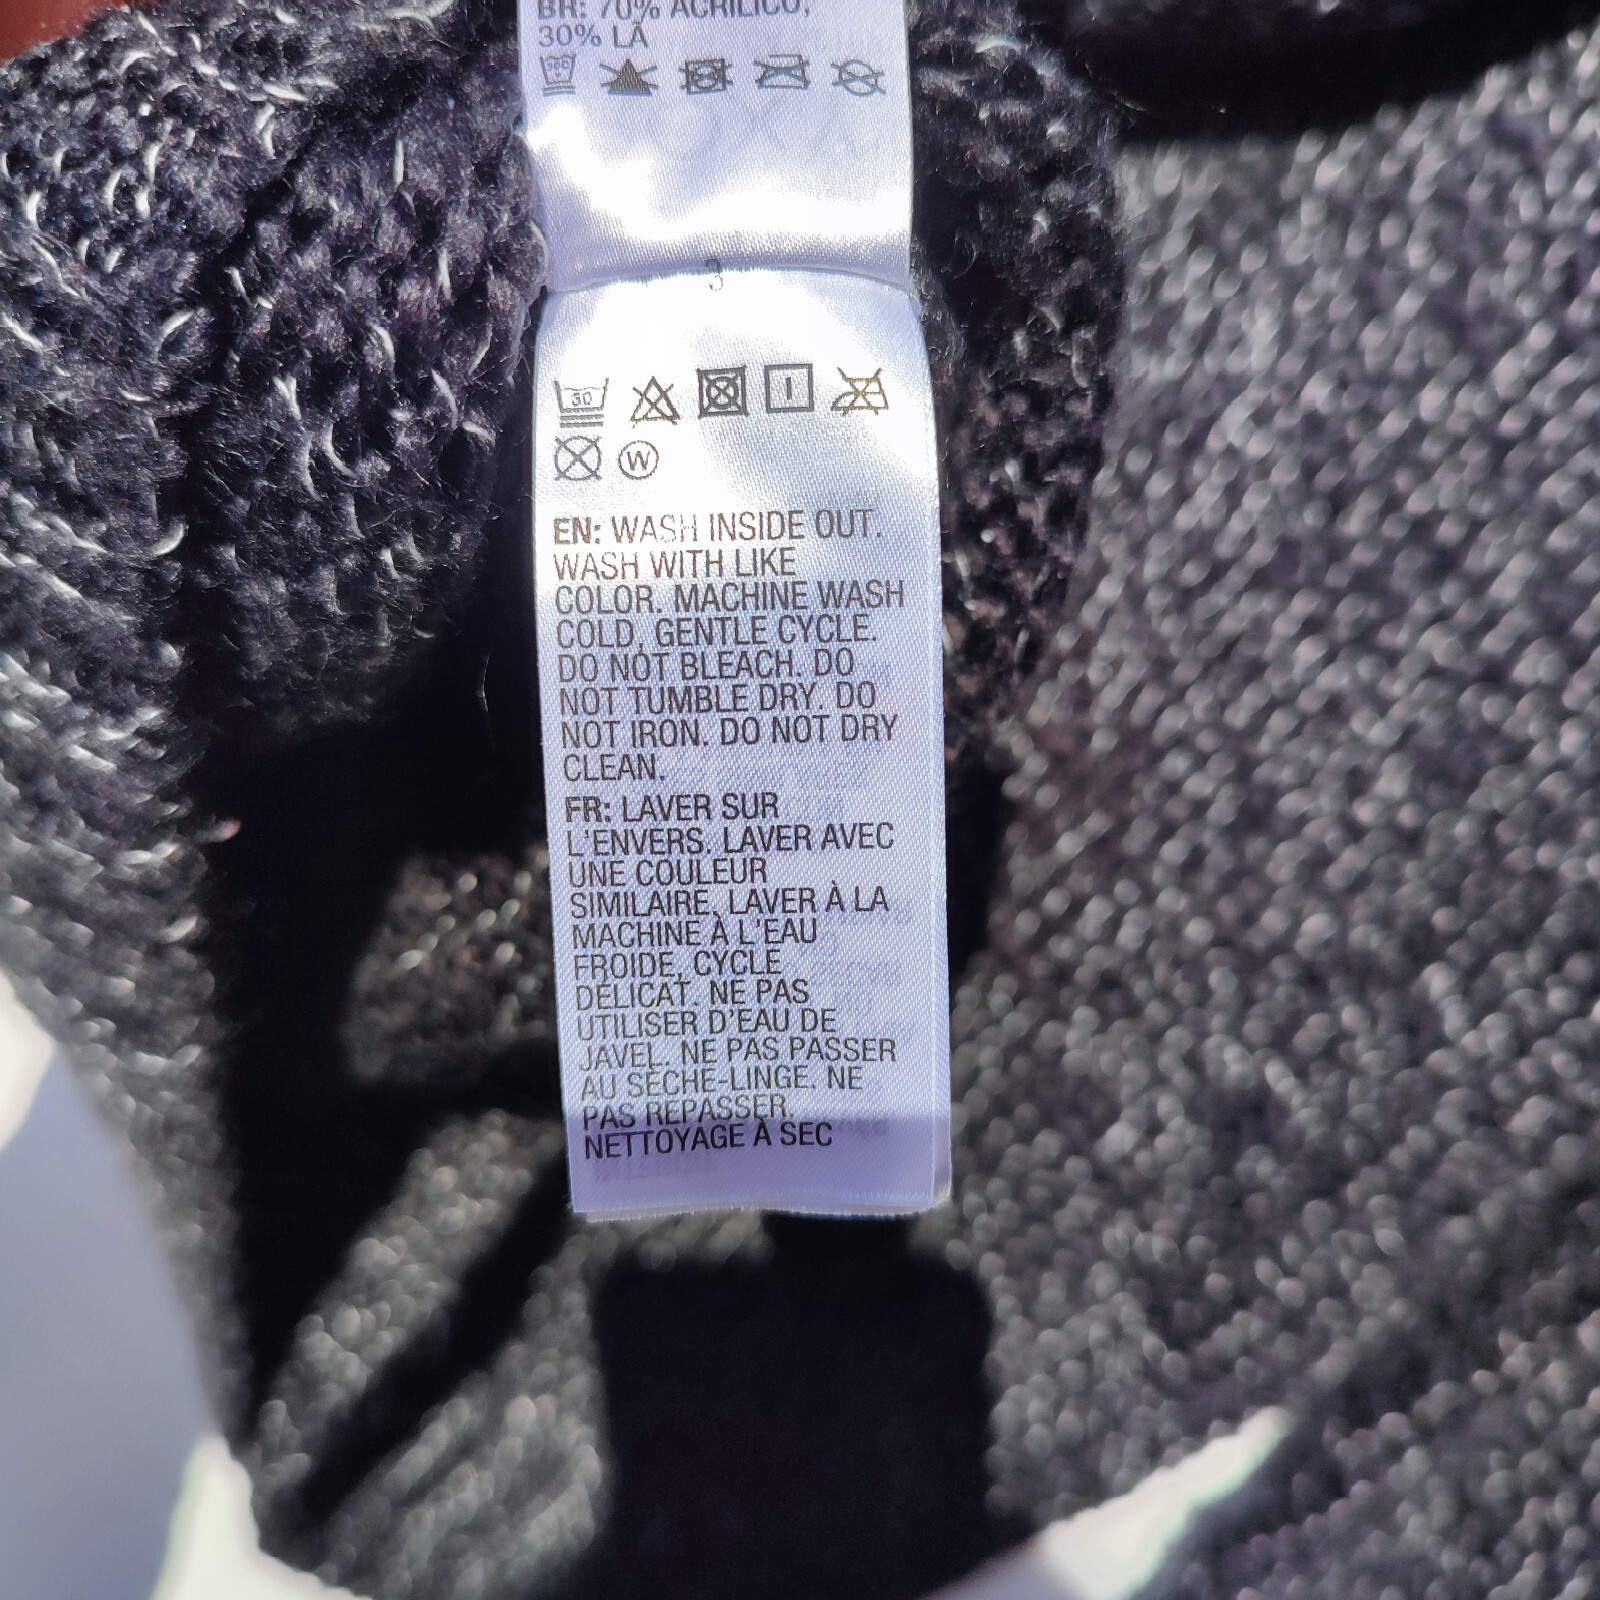 BR: 70% ACRÍLICO,
30% LÃ
3
30
W
EN: WASH INSIDE OUT.
WASH WITH LIKE
COLOR. MACHINE WASH
COLD, GENTLE CYCLE.
DO NOT BLEACH. DO
NOT TUMBLE DRY. DO
NOT IRON. DO NOT DRY
CLEAN.
FR: LAVER SUR
L'ENVERS. LAVER AVEC
UNE COULEUR
SIMILAIRE. LAVER À LA
MACHINE À L'EAU
FROIDE, CYCLE
DÉLICAT. NE PAS
UTILISER D'EAU DE
JAVEL. NE PAS PASSER
AU SÈCHE-LINGE. NE
PAS REPASSER.
NETTOYAGE À SEC